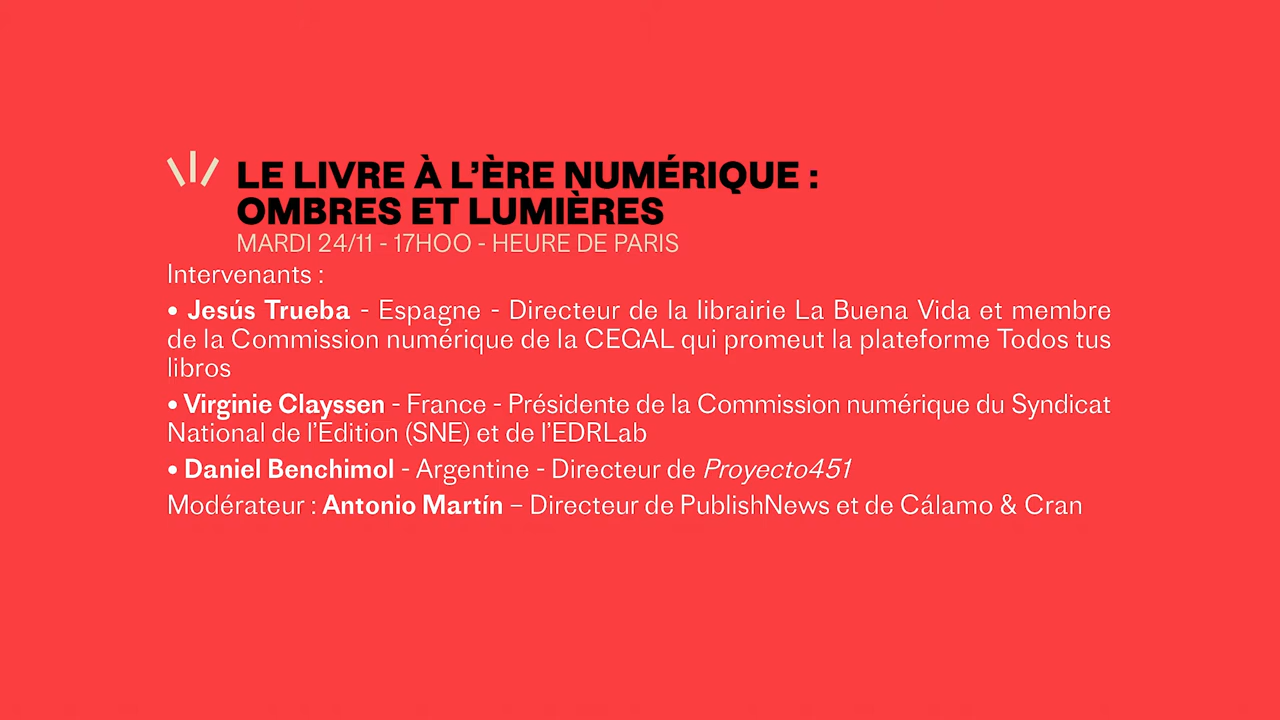 LE LIVRE À L'ÈRE NUMÉRIQUE :
OMBRES ET LUMIÈRES
MARDI 24/11 - 17HOO - HEURE DE PARIS
Intervenants :
• Jesús Trueba - Espagne - Directeur de la librairie La Buena Vida et membre
de la Commission numérique de la CEGAL qui promeut la plateforme Todos tus
libros
• Virginie Clayssen - France - Présidente de la Commission numérique du Syndicat
National de l'Édition (SNE) et de l'EDRLab
• Daniel Benchimol - Argentine - Directeur de Proyecto451
Modérateur : Antonio Martín – Directeur de PublishNews et de Cálamo & Cran